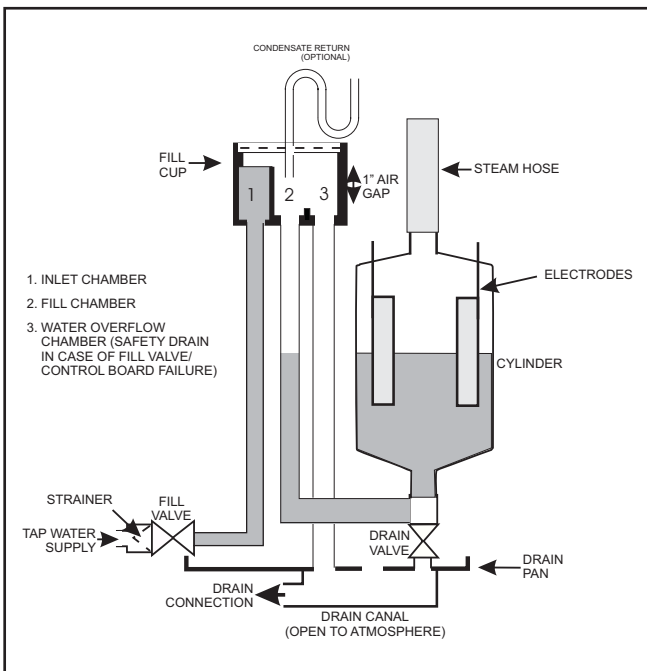 CONDENSATE RETURN
(OPTIONAL)
FILL
CUP
1" AIR
GAP
STEAM HOSE
1
2
3
ELECTRODES
1. INLET CHAMBER
2. FILL CHAMBER
3. WATER OVERFLOW
CHAMBER (SAFETY DRAIN
IN CASE OF FILL VALVE/
CONTROL BOARD FAILURE)
CYLINDER
STRAINER
FILL
VALVE
TAP WATER
SUPPLY
DRAIN
VALVE
DRAIN
PAN
DRAIN
CONNECTION
DRAIN CANAL
(OPEN TO ATMOSPHERE)